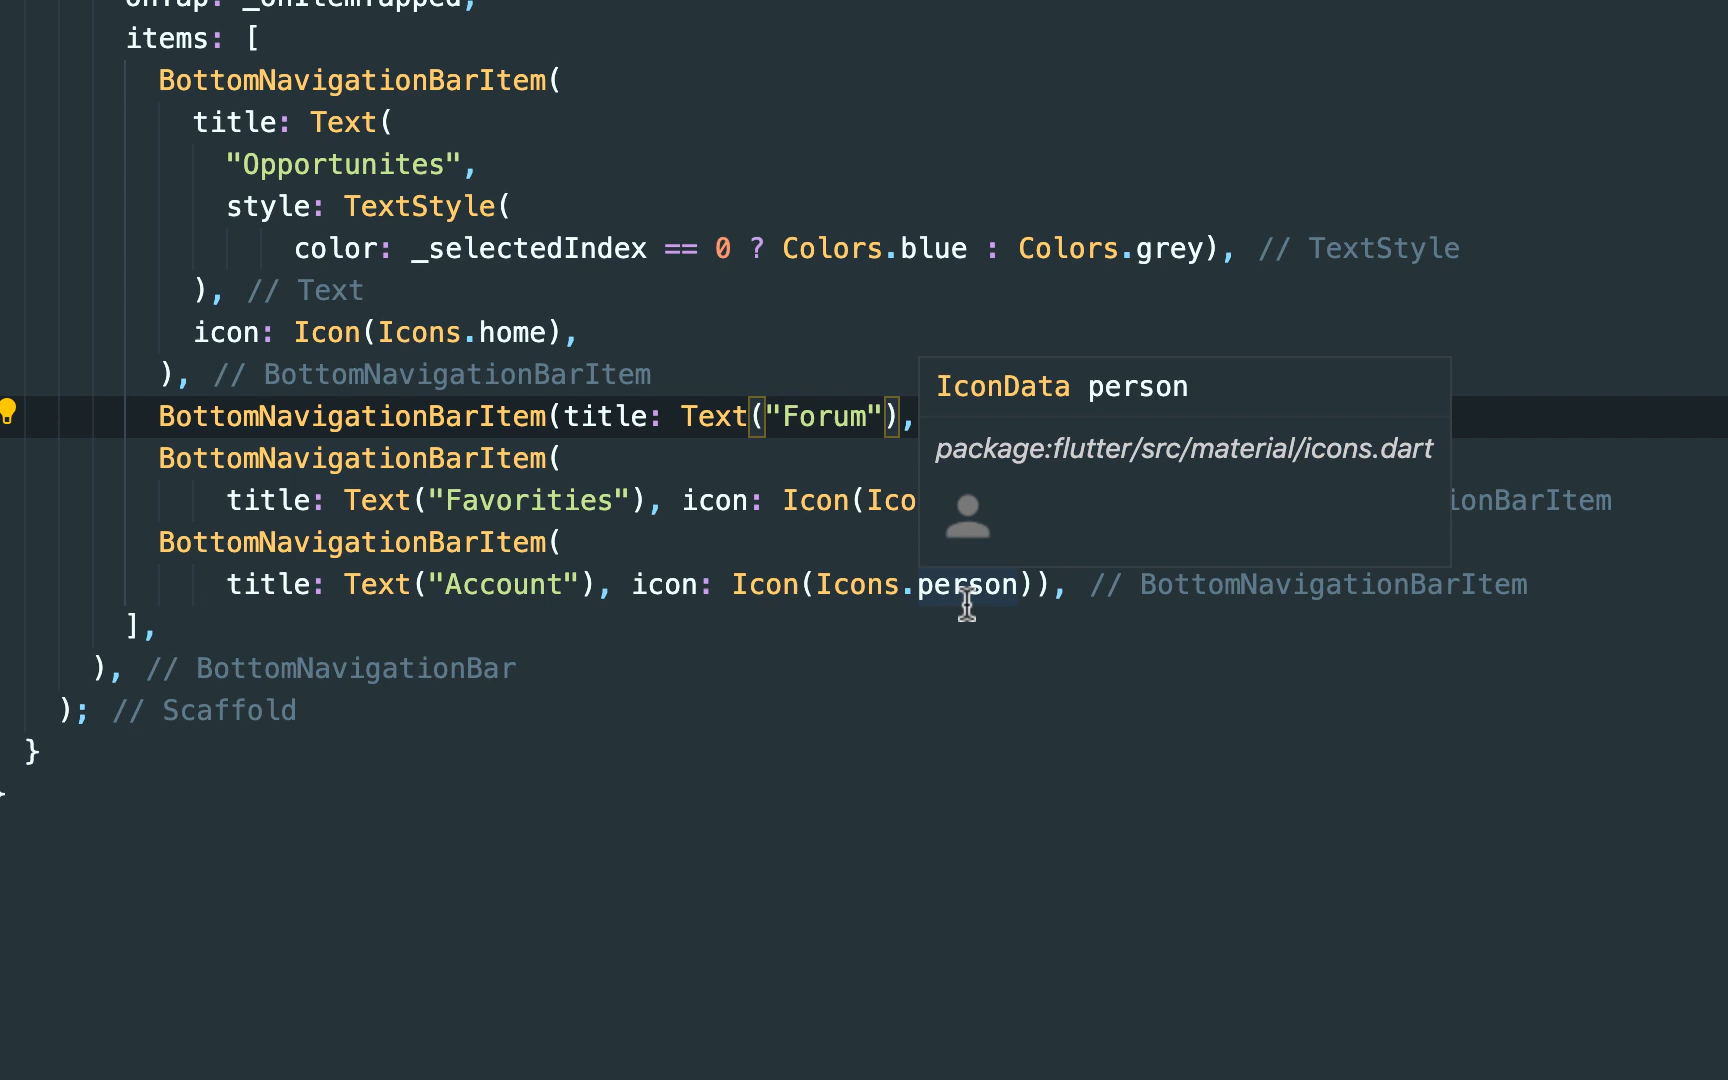 onTap: _onItemTapped,
items: [
BottomNavigationBarItem(
title: Text(
"Opportunites",
style: TextStyle(
color: _selectedIndex == 0 ? Colors.blue : Colors.grey), // TextStyle
), // Text
icon: Icon(Icons.home),
), // BottomNavigationBarItem
BottomNavigationBarItem(title: Text("Forum"),
BottomNavigationBarItem(
title: Text("Favorities"), icon: Icon(Ico ionBarItem
BottomNavigationBarItem(
title: Text("Account"), icon: Icon(Icons.person)), // BottomNavigationBarItem
],
), // BottomNavigationBar
); // Scaffold
}
IconData person
package:flutter/src/material/icons.dart